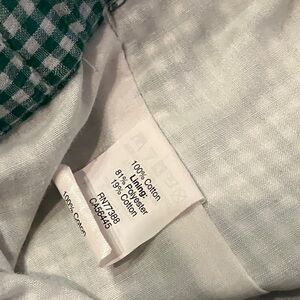 100% Cotton
Lining:
81% Polyester
19% Cotton
RN77388
CA56445
100% Cotton